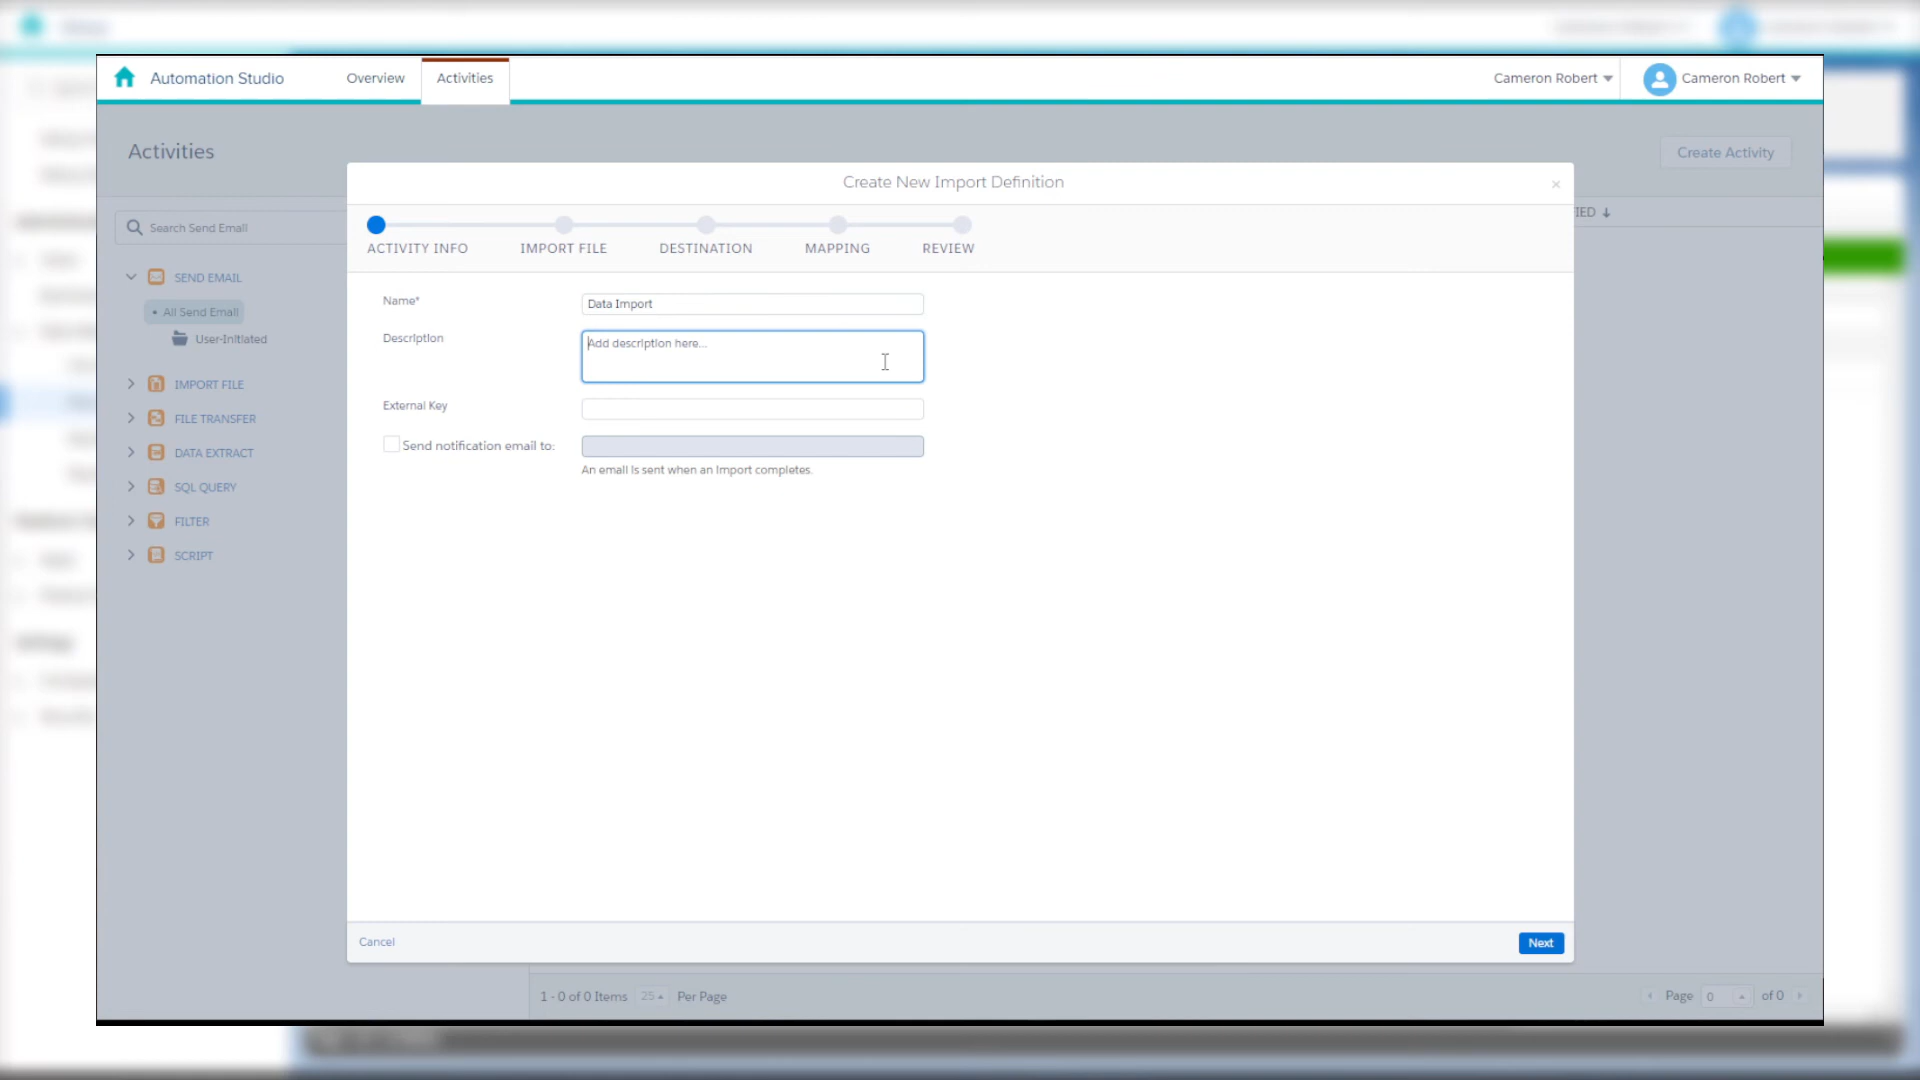 Automation Studio
Overview
Activities
Cameron Robert
Cameron Robert
Activities
Create Activity
Create New Import Definition
×
Search Send Email
IED ↓
ACTIVITY INFO
IMPORT FILE
DESTINATION
MAPPING
REVIEW
SEND EMAIL
• All Send Email
User-Initiated
IMPORT FILE
FILE TRANSFER
DATA EXTRACT
SQL QUERY
FILTER
SCRIPT
Name*
Data Import
Description
Add description here...
External Key
Send notification email to:
An email is sent when an Import completes.
Cancel
Next
1 - 0 of 0 Items
25
Per Page
Page
0
of 0